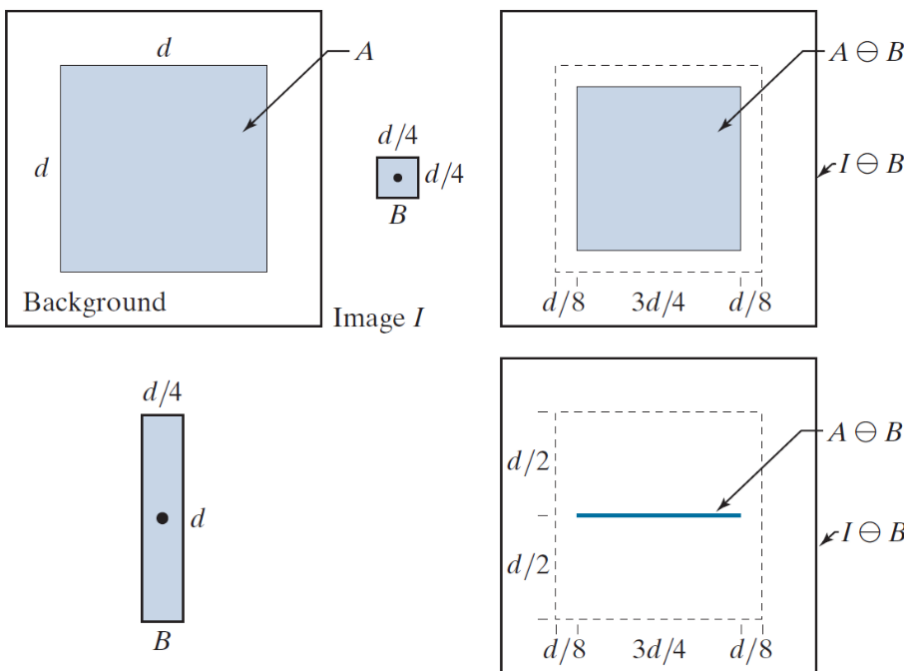 d
A
d
Background
Image I
d/4
d/4
B
A ⊖ B
I ⊖ B
d/8 3d/4 d/8
d/4
d
B
d/2
d/2
A ⊖ B
I ⊖ B
d/8 3d/4 d/8